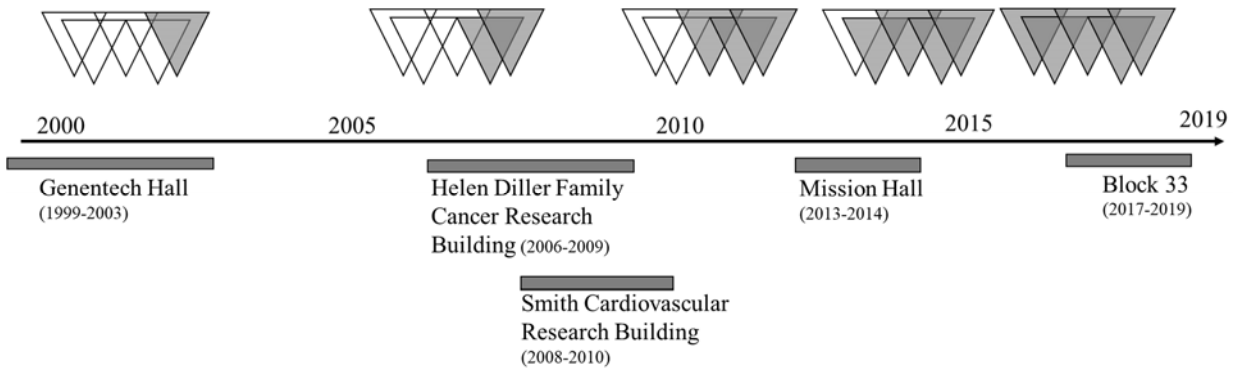 2000
2005
2010
2015
2019
Genentech Hall
(1999-2003)
Helen Diller Family
Cancer Research
Building (2006-2009)
Smith Cardiovascular
Research Building
(2008-2010)
Mission Hall
(2013-2014)
Block 33
(2017-2019)